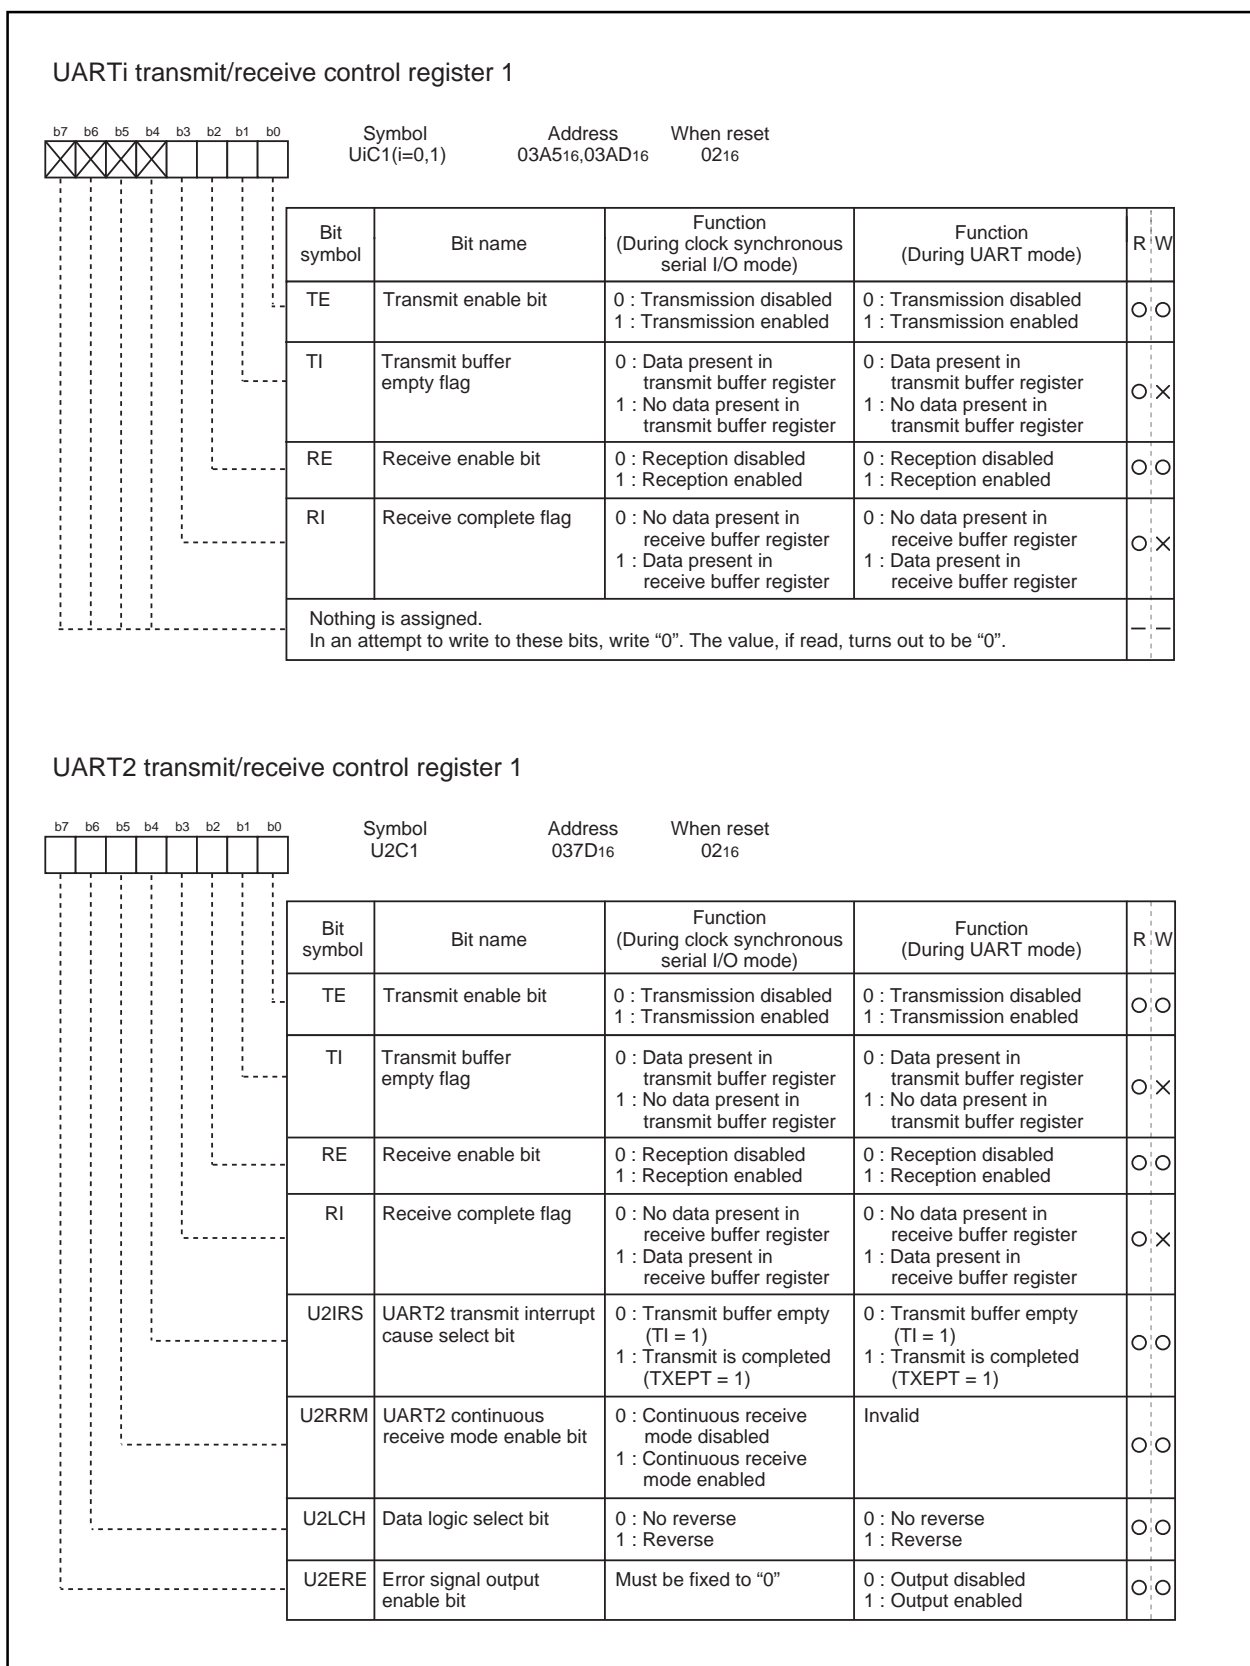 UARTi transmit/receive control register 1
b7 b6 b5 b4 b3 b2 b1 b0
Symbol Address When reset
UiC1(i=0,1) 03A516,03AD16 0216
Bit symbol Bit name Function (During clock synchronous serial I/O mode) Function (During UART mode) R W
TE Transmit enable bit 0 : Transmission disabled 0 : Transmission disabled
1 : Transmission enabled 1 : Transmission enabled
TI Transmit buffer 0 : Data present in 0 : Data present in
empty flag transmit buffer register transmit buffer register
1 : No data present in 1 : No data present in
transmit buffer register transmit buffer register
RE Receive enable bit 0 : Reception disabled 0 : Reception disabled
1 : Reception enabled 1 : Reception enabled
RI Receive complete flag 0 : No data present in 0 : No data present in
receive buffer register receive buffer register
1 : Data present in 1 : Data present in
receive buffer register receive buffer register
Nothing is assigned.
In an attempt to write to these bits, write “0”. The value, if read, turns out to be “0”.
UART2 transmit/receive control register 1
b7 b6 b5 b4 b3 b2 b1 b0
Symbol Address When reset
U2C1 037D16 0216
Bit symbol Bit name Function (During clock synchronous serial I/O mode) Function (During UART mode) R W
TE Transmit enable bit 0 : Transmission disabled 0 : Transmission disabled
1 : Transmission enabled 1 : Transmission enabled
TI Transmit buffer 0 : Data present in 0 : Data present in
empty flag transmit buffer register transmit buffer register
1 : No data present in 1 : No data present in
transmit buffer register transmit buffer register
RE Receive enable bit 0 : Reception disabled 0 : Reception disabled
1 : Reception enabled 1 : Reception enabled
RI Receive complete flag 0 : No data present in 0 : No data present in
receive buffer register receive buffer register
1 : Data present in 1 : Data present in
receive buffer register receive buffer register
U2IRS UART2 transmit interrupt 0 : Transmit buffer empty 0 : Transmit buffer empty
cause select bit (TI = 1) (TI = 1)
1 : Transmit is completed 1 : Transmit is completed
(TXEPT = 1) (TXEPT = 1)
U2RRM UART2 continuous 0 : Continuous receive Invalid
receive mode enable bit mode disabled
1 : Continuous receive
mode enabled
U2LCH Data logic select bit 0 : No reverse 0 : No reverse
1 : Reverse 1 : Reverse
U2ERE Error signal output Must be fixed to “0” 0 : Output disabled
enable bit 1 : Output enabled